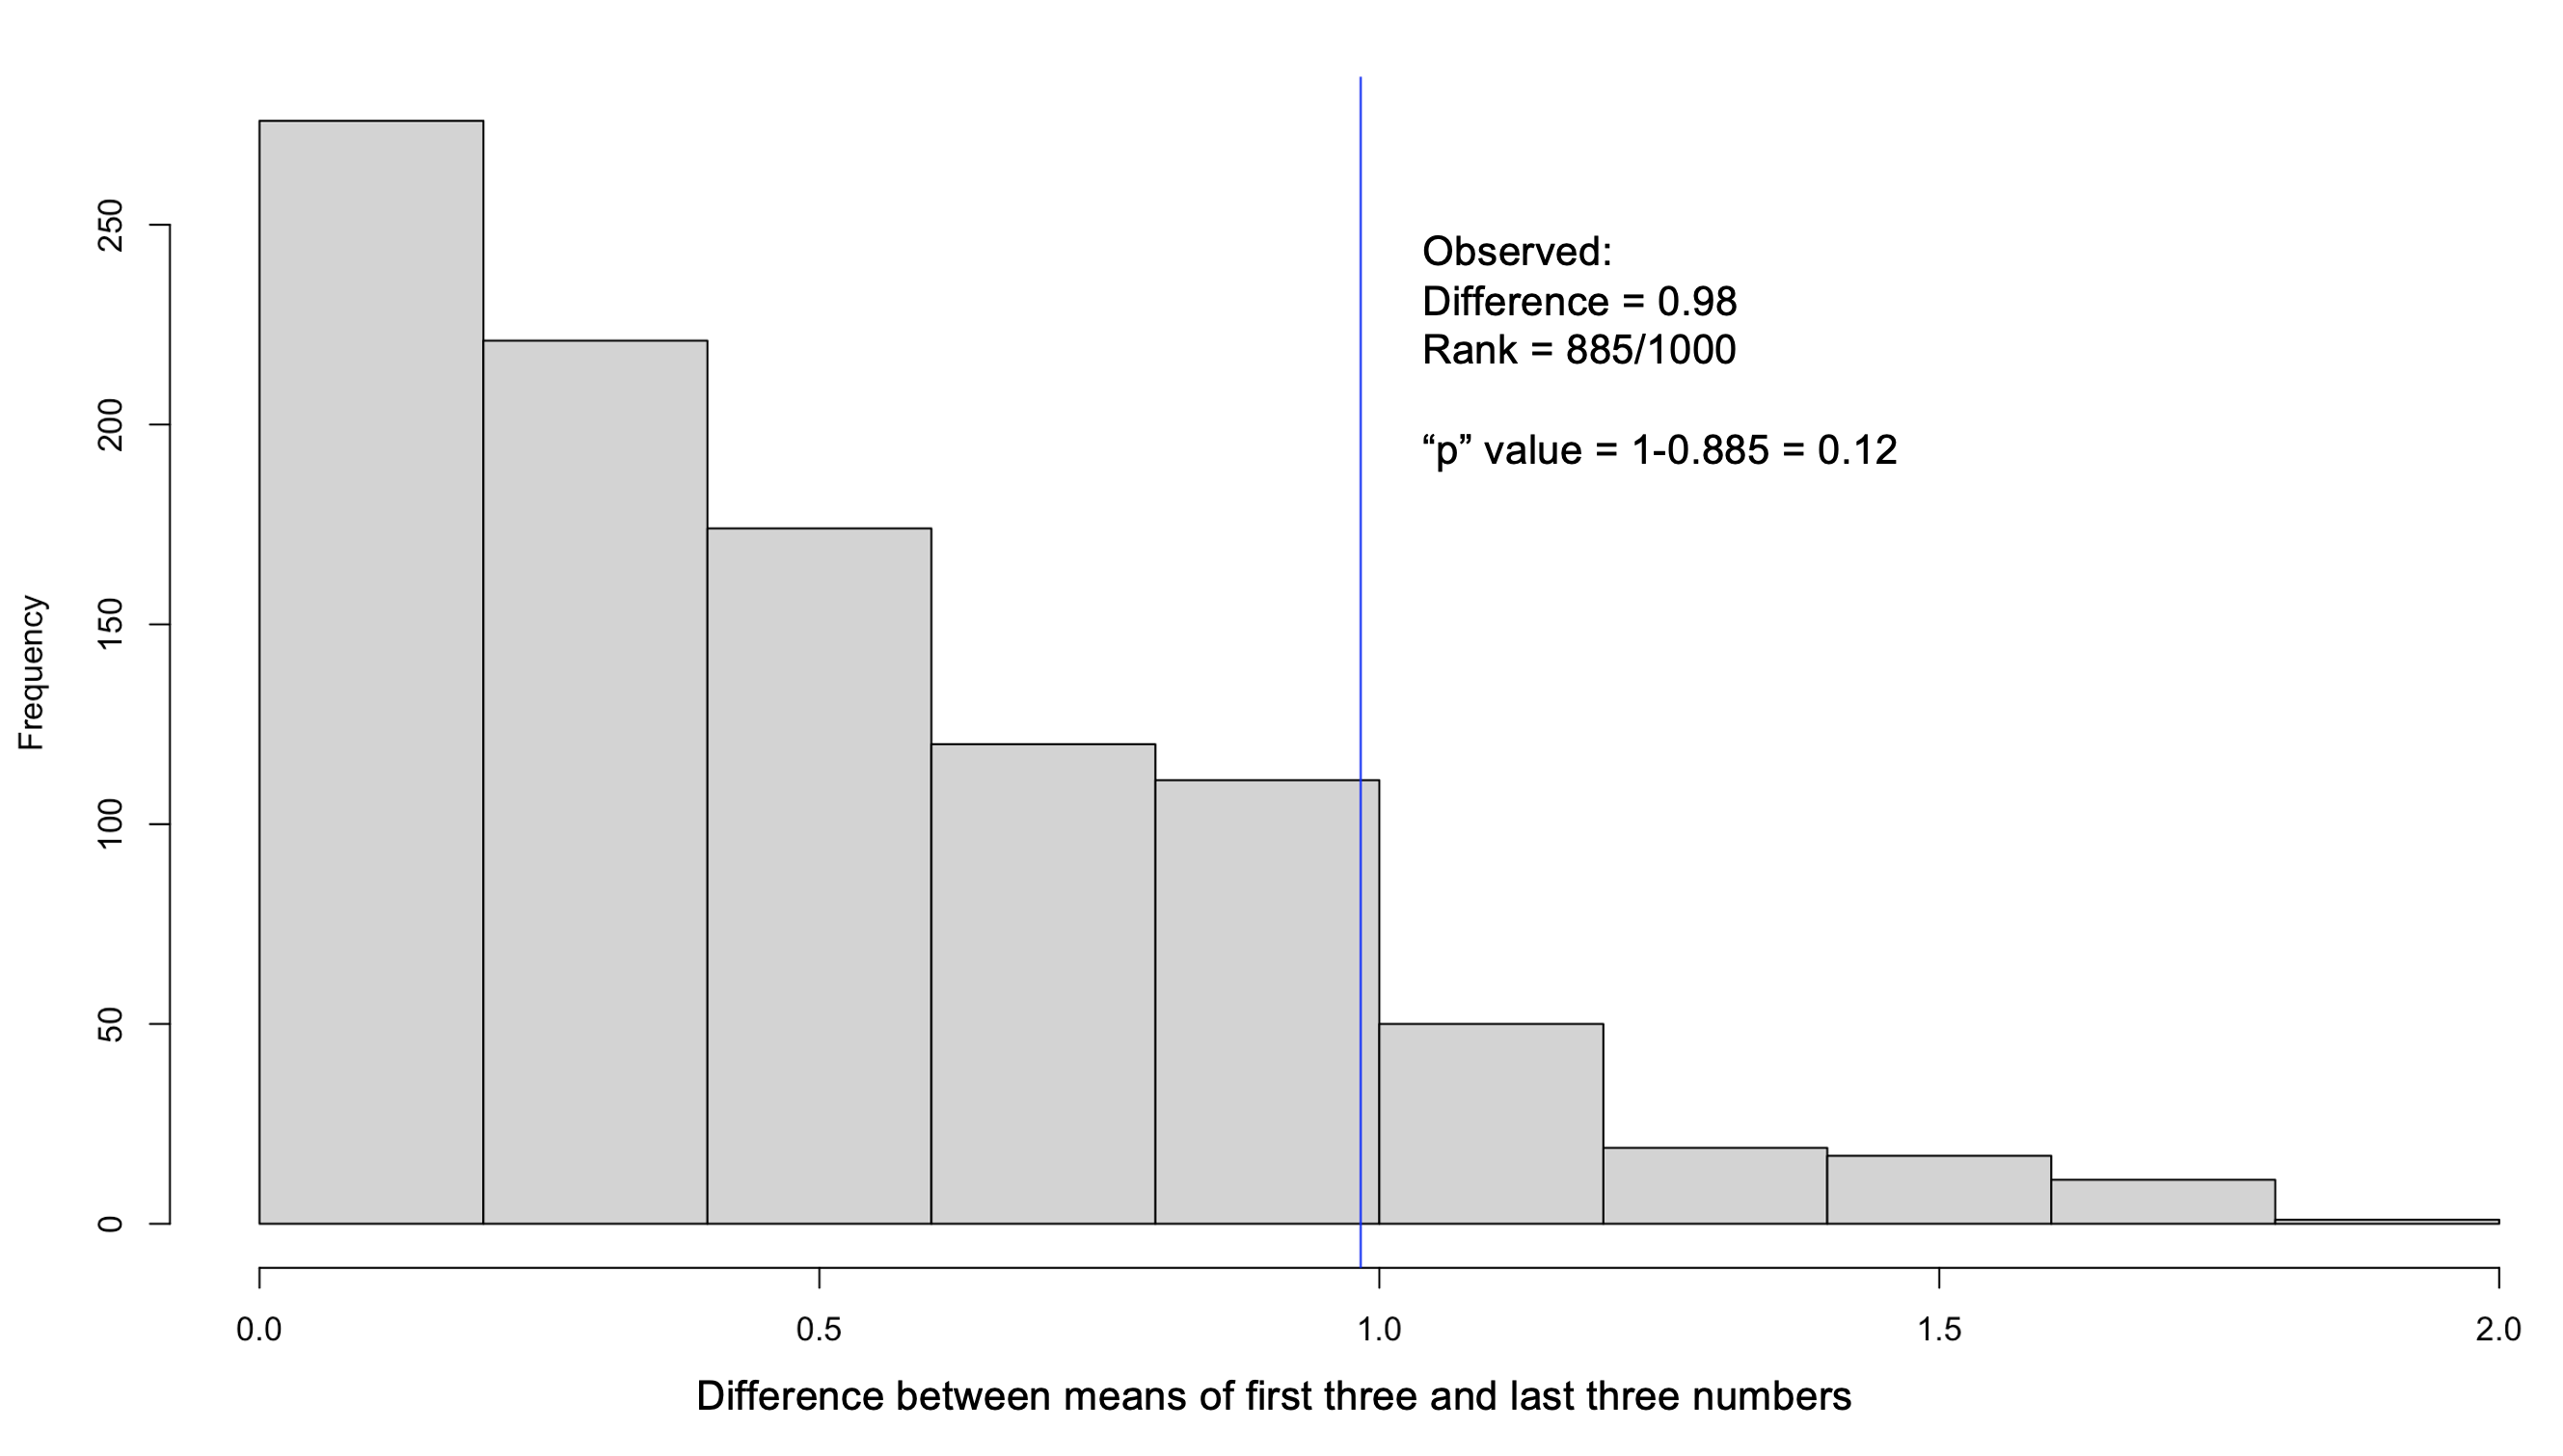 Observed:
Difference = 0.98
Rank = 885/1000
“p” value = 1-0.885 = 0.12
Frequency
250
200
150
100
50
0
0.0 0.5 1.0 1.5 2.0
Difference between means of first three and last three numbers